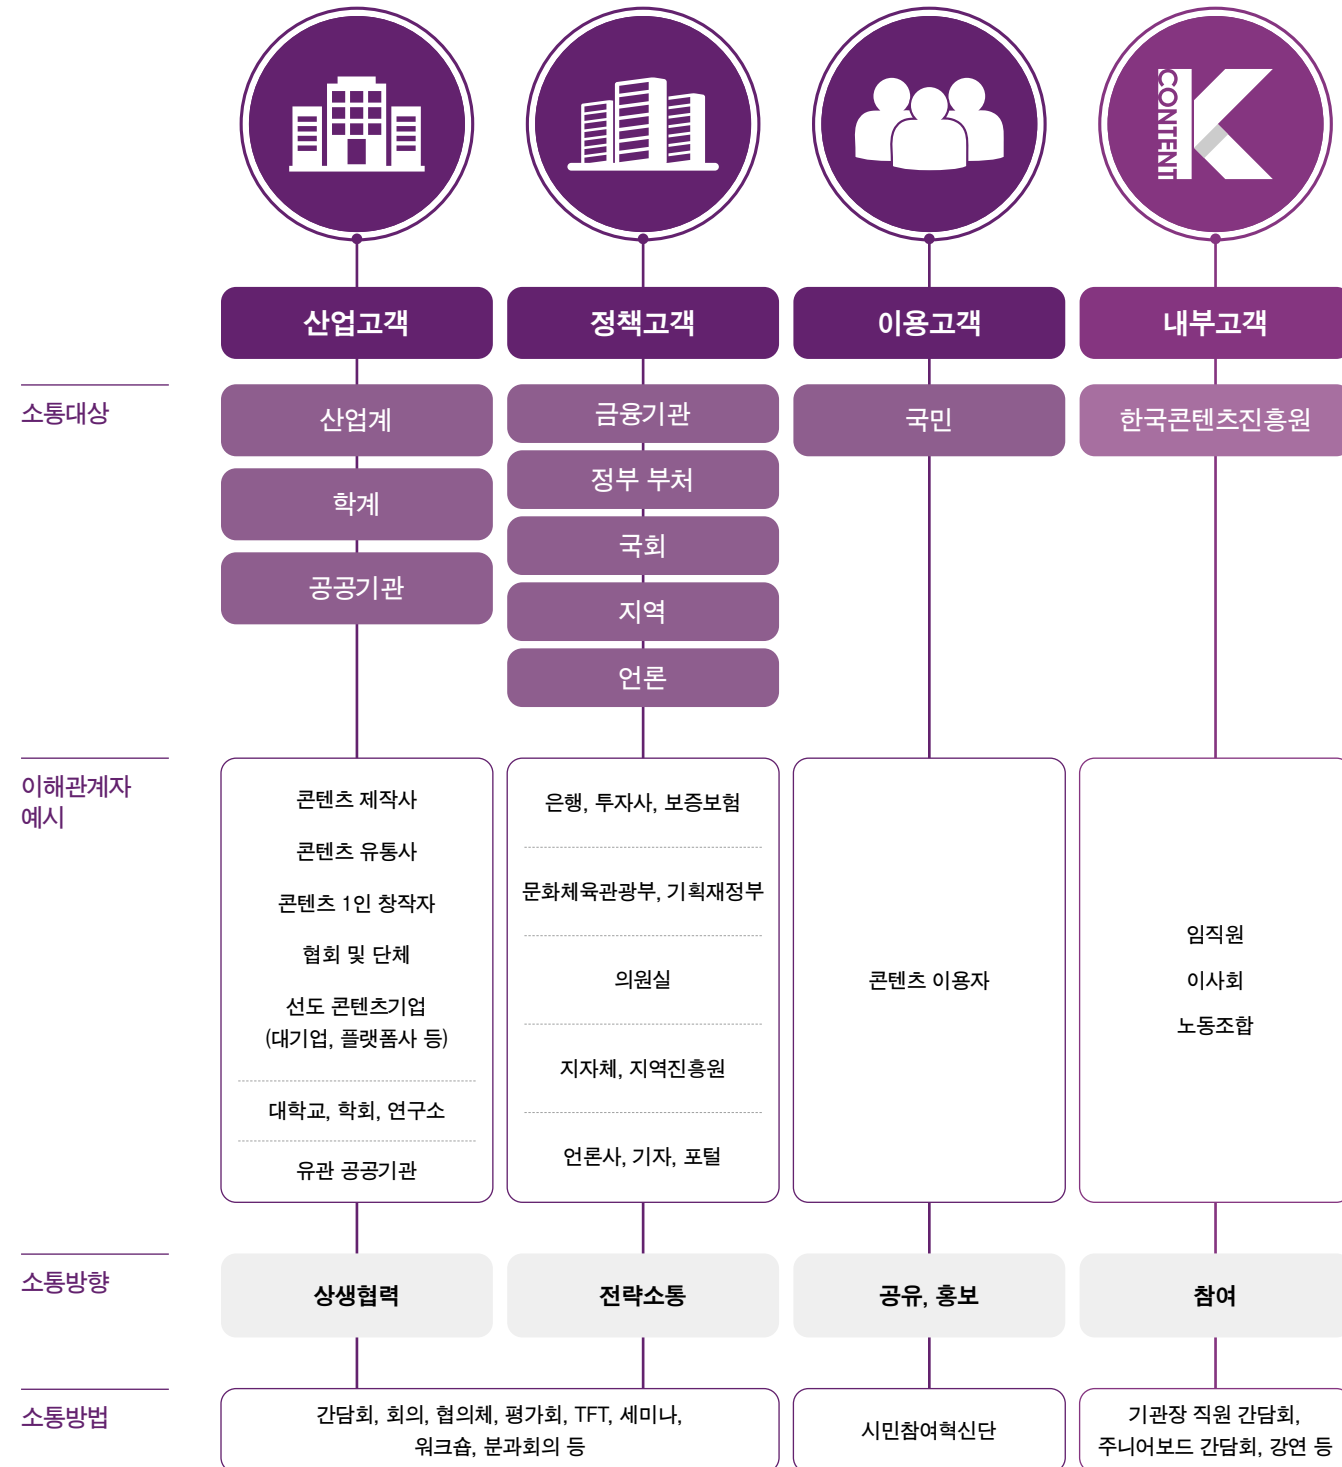 CONTENT
산업고객
정책고객
이용고객
내부고객
소통대상
산업계
학계
공공기관
금융기관
정부 부처
국회
지역
언론
국민
한국콘텐츠진흥원
이해관계자
예시
콘텐츠 제작사
콘텐츠 유통사
콘텐츠 1인 창작자
협회 및 단체
선도 콘텐츠기업
(대기업, 플랫폼사 등)
대학교, 학회, 연구소
유관 공공기관
은행, 투자사, 보증보험
문화체육관광부, 기획재정부
의원실
지자체, 지역진흥원
언론사, 기자, 포털
콘텐츠 이용자
임직원
이사회
노동조합
소통방향
상생협력
전략소통
공유, 홍보
참여
소통방법
간담회, 회의, 협의체, 평가회, TFT, 세미나,
워크숍, 분과회의 등
시민참여혁신단
기관장 직원 간담회,
주니어보드 간담회, 강연 등